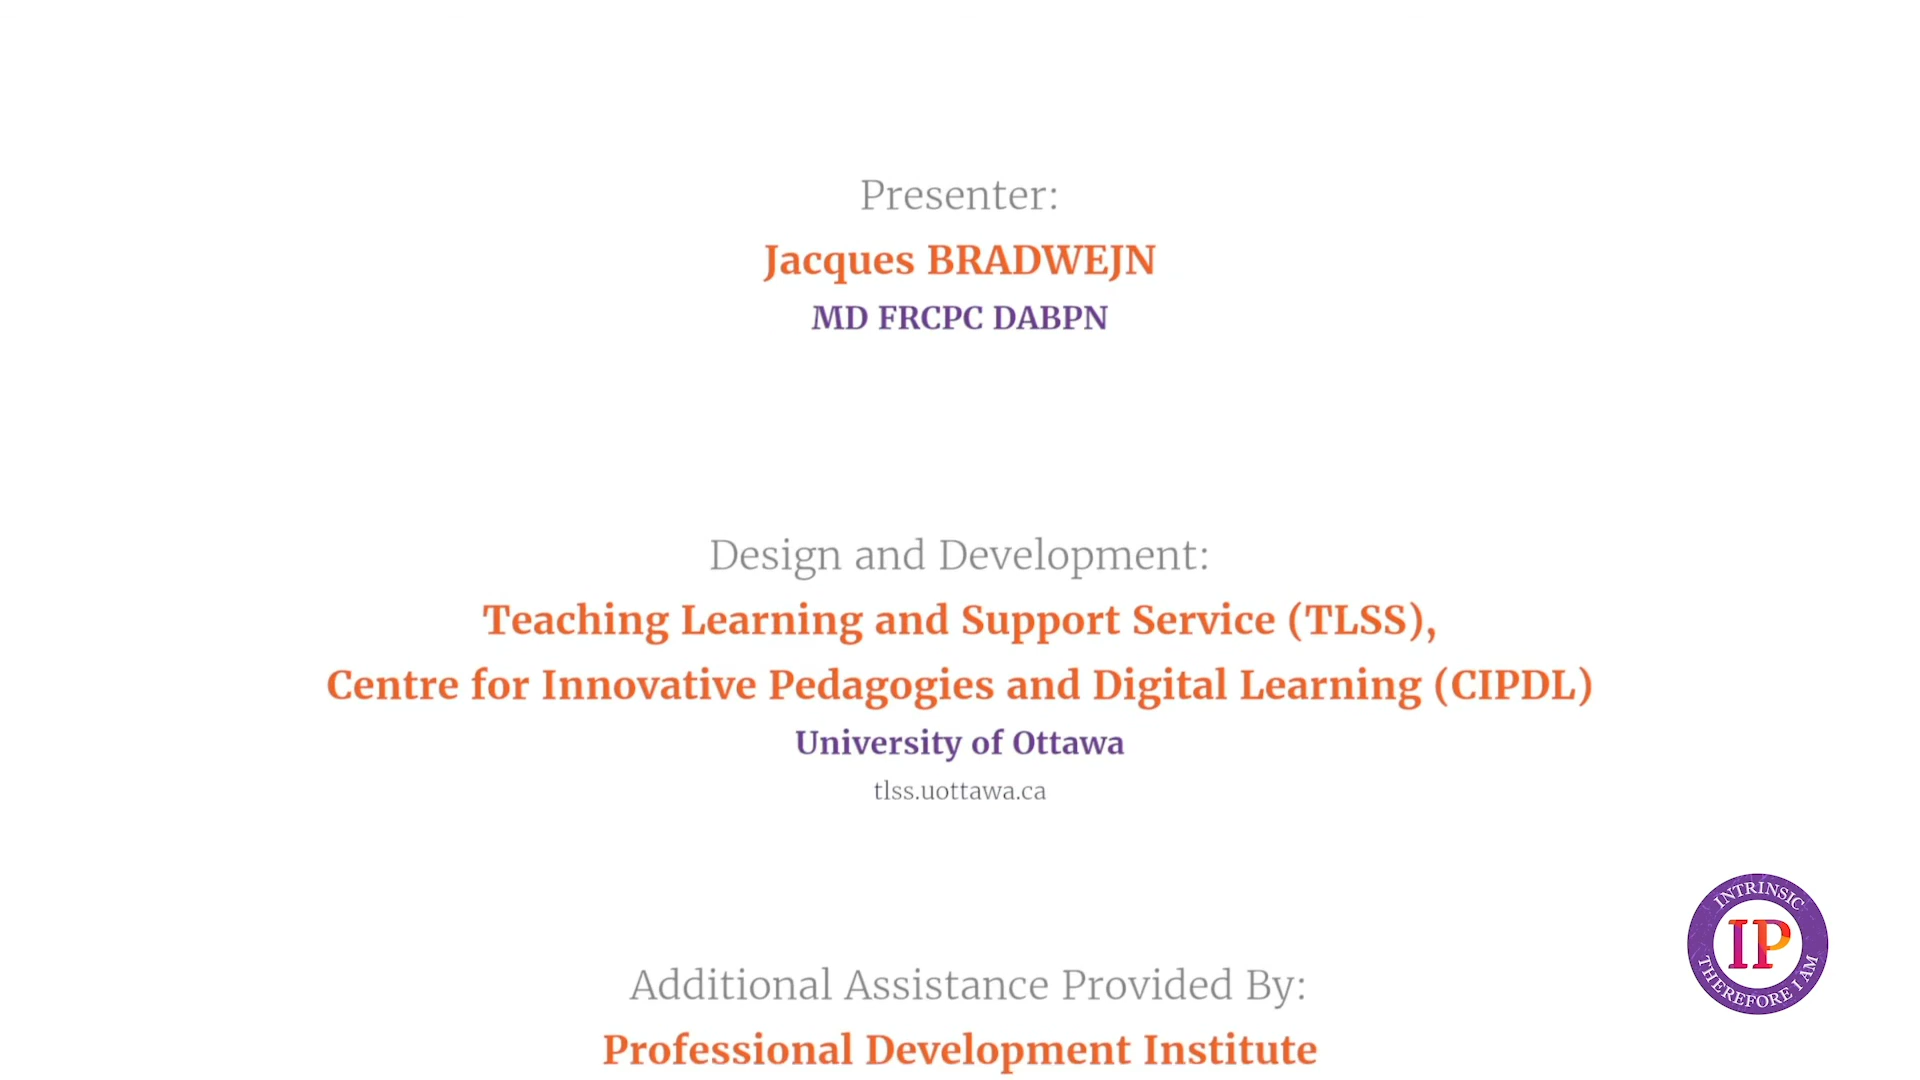 Presenter:
Jacques BRADWEJN
MD FRCPC DABPN
Design and Development:
Teaching Learning and Support Service (TLSS),
Centre for Innovative Pedagogies and Digital Learning (CIPDL)
University of Ottawa
tlss.uottawa.ca
INTRINSIC
IP
THEREFORE I AM
Additional Assistance Provided By:
Professional Development Institute